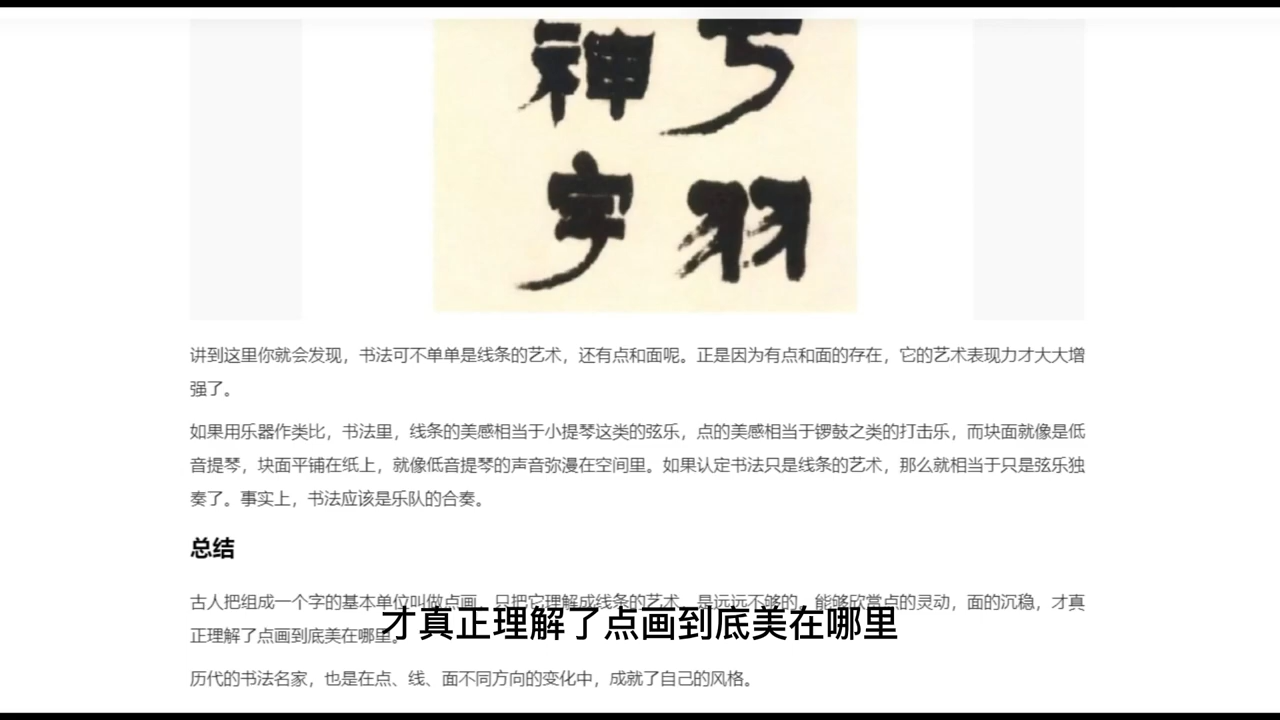 神
丂
字
羽
讲到这里你就会发现，书法可不单单是线条的艺术，还有点和面呢。正是因为有点和面的存在，它的艺术表现力才大大增
强了。
如果用乐器作类比，书法里，线条的美感相当于小提琴这类的弦乐，点的美感相当于锣鼓之类的打击乐，而块面就像是低
音提琴，块面平铺在纸上，就像低音提琴的声音弥漫在空间里。如果认定书法只是线条的艺术，那么就相当于只是弦乐独
奏了。事实上，书法应该是乐队的合奏。
总结
古人把组成一个字的基本单位叫做点画，只把它理解成线条的艺术，是远远不够的。能够欣赏点的灵动，面的沉稳，才真
正理解了点画到底美在哪里。
才真正理解了点画到底美在哪里
历代的书法名家，也是在点、线、面不同方向的变化中，成就了自己的风格。